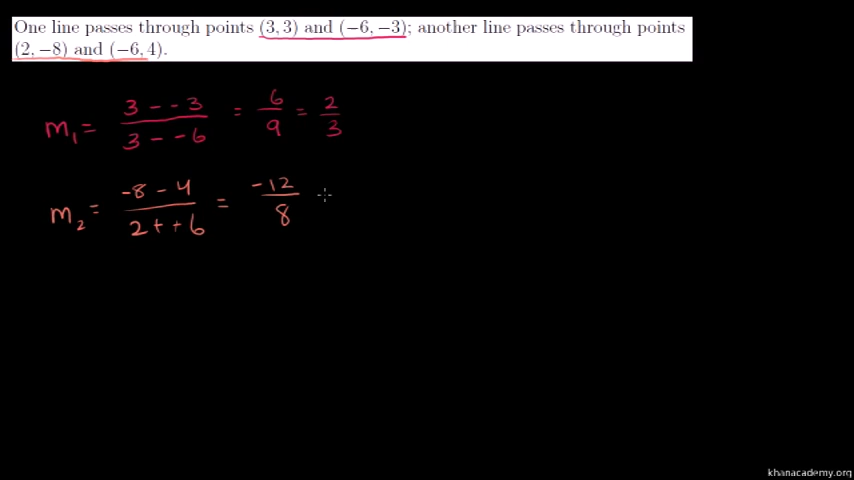 One line passes through points (3, 3) and (−6, −3); another line passes through points
(2, −8) and (−6, 4).
m₁ = (3 - - 3)/(3 - - 6) = 6/9 = 2/3
m₂ = (-8 - 4)/(2 + + 6) = -12/8
khanacademy.org